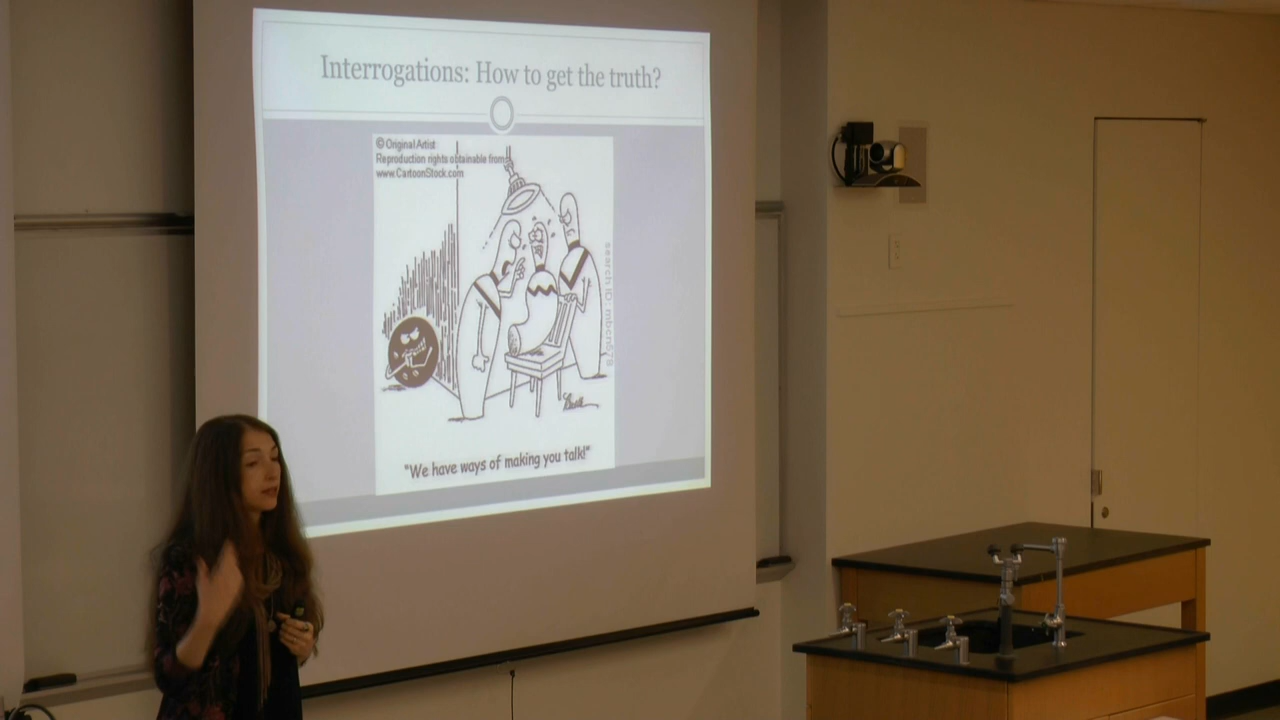 Interrogations: How to get the truth?
© Original Artist
Reproduction rights obtainable from
www.CartoonStock.com
"We have ways of making you talk!"